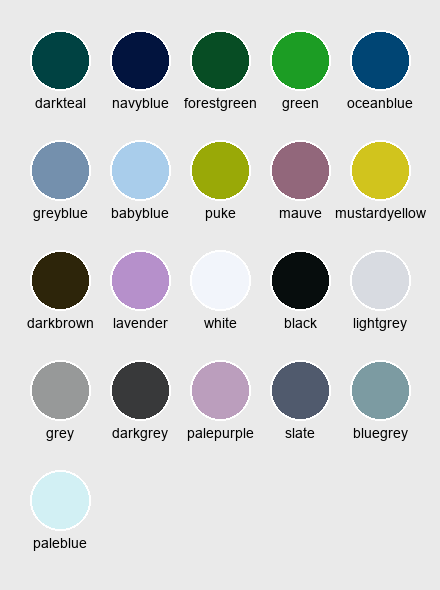 darkteal navyblue forestgreen green oceanblue
greyblue babyblue puke mauve mustardyellow
darkbrown lavender white black lightgrey
grey darkgrey palepurple slate bluegrey
paleblue